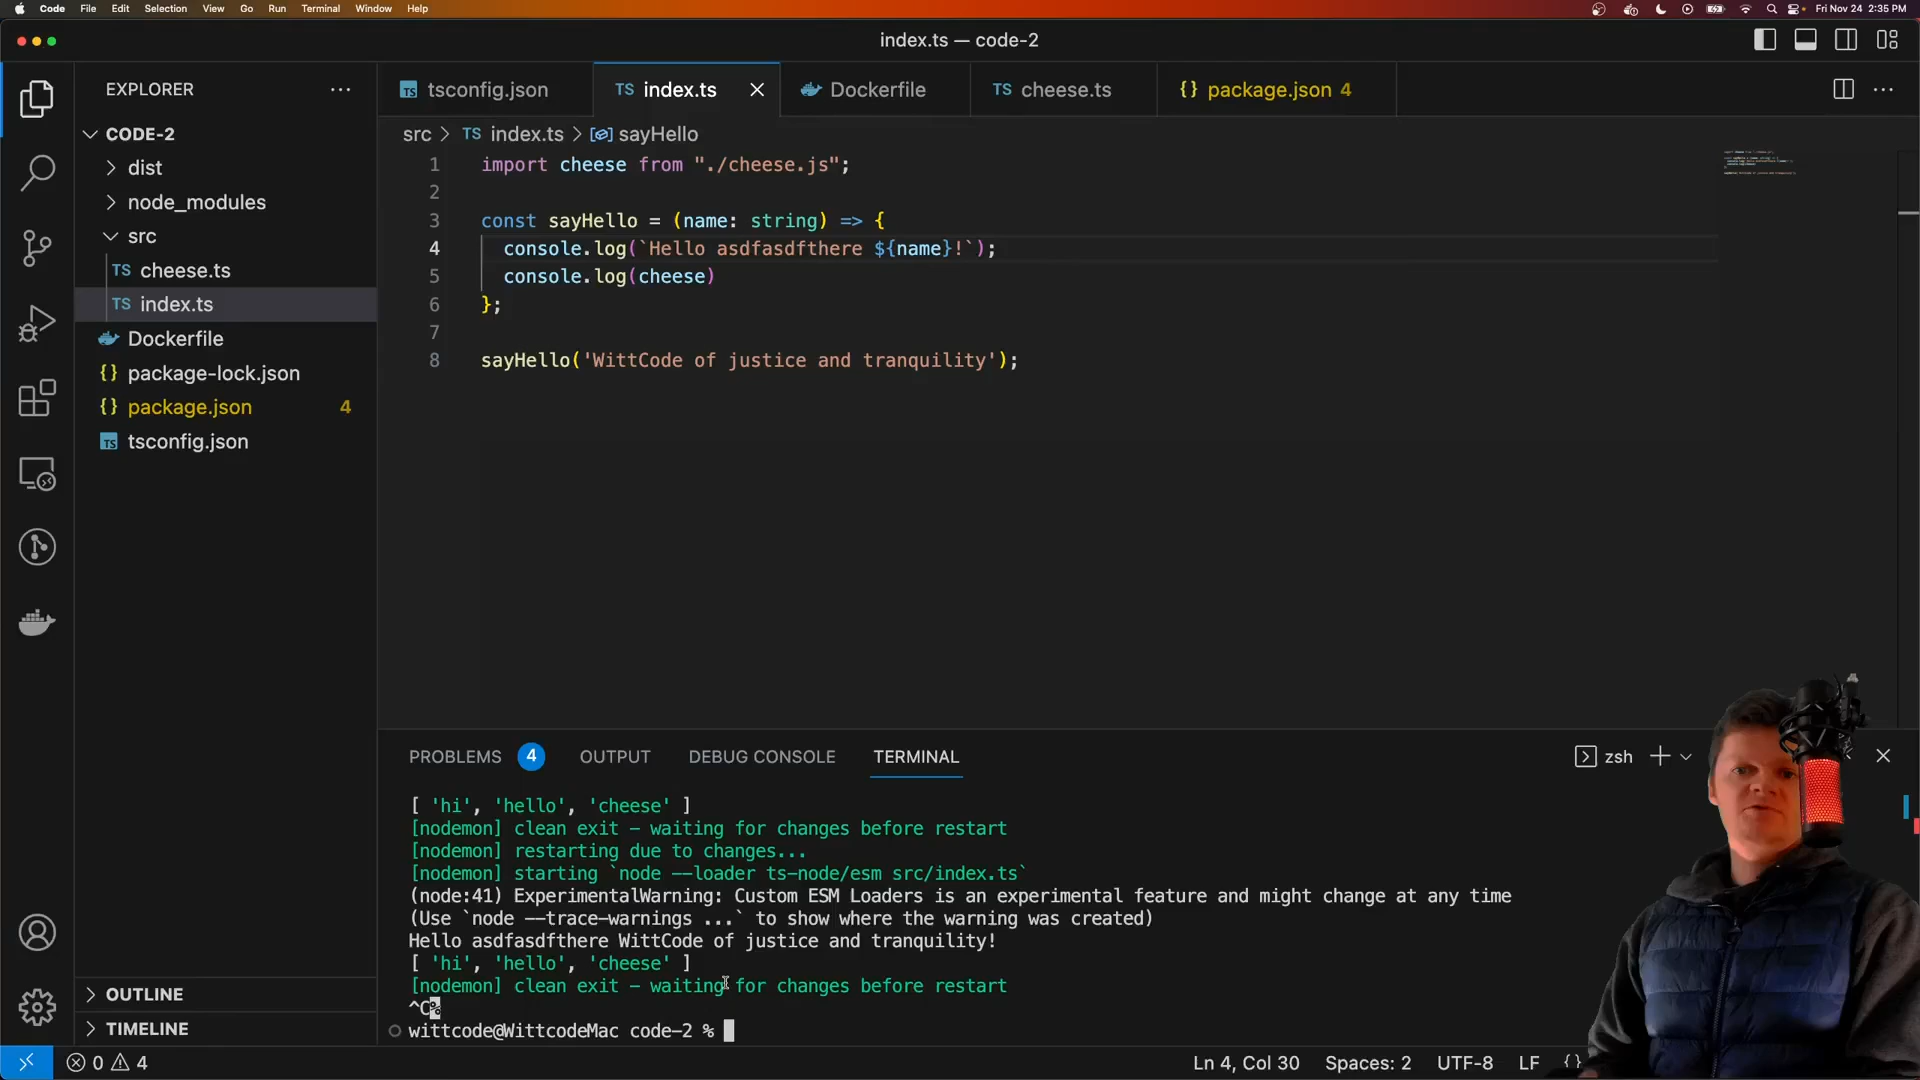 Code File Edit Selection View Go Run Terminal Window Help Fri Nov 24 2:35 PM
index.ts — code-2
EXPLORER
CODE-2
dist
node_modules
src
TS cheese.ts
TS index.ts
Dockerfile
{} package-lock.json
{} package.json 4
TS tsconfig.json
OUTLINE
TIMELINE
TS tsconfig.json TS index.ts Dockerfile TS cheese.ts {} package.json 4
src > TS index.ts > sayHello
1 import cheese from "./cheese.js";
2
3 const sayHello = (name: string) => {
4 console.log(`Hello asdfasdfthere ${name}!`);
5 console.log(cheese)
6 };
7
8 sayHello('WittCode of justice and tranquility');
PROBLEMS 4 OUTPUT DEBUG CONSOLE TERMINAL zsh
[ 'hi', 'hello', 'cheese' ]
[nodemon] clean exit - waiting for changes before restart
[nodemon] restarting due to changes...
[nodemon] starting `node --loader ts-node/esm src/index.ts`
(node:41) ExperimentalWarning: Custom ESM Loaders is an experimental feature and might change at any time
(Use `node --trace-warnings ...` to show where the warning was created)
Hello asdfasdfthere WittCode of justice and tranquility!
[ 'hi', 'hello', 'cheese' ]
[nodemon] clean exit - waiting for changes before restart
^C%
wittcode@WittcodeMac code-2 %
0 4 Ln 4, Col 30 Spaces: 2 UTF-8 LF {}